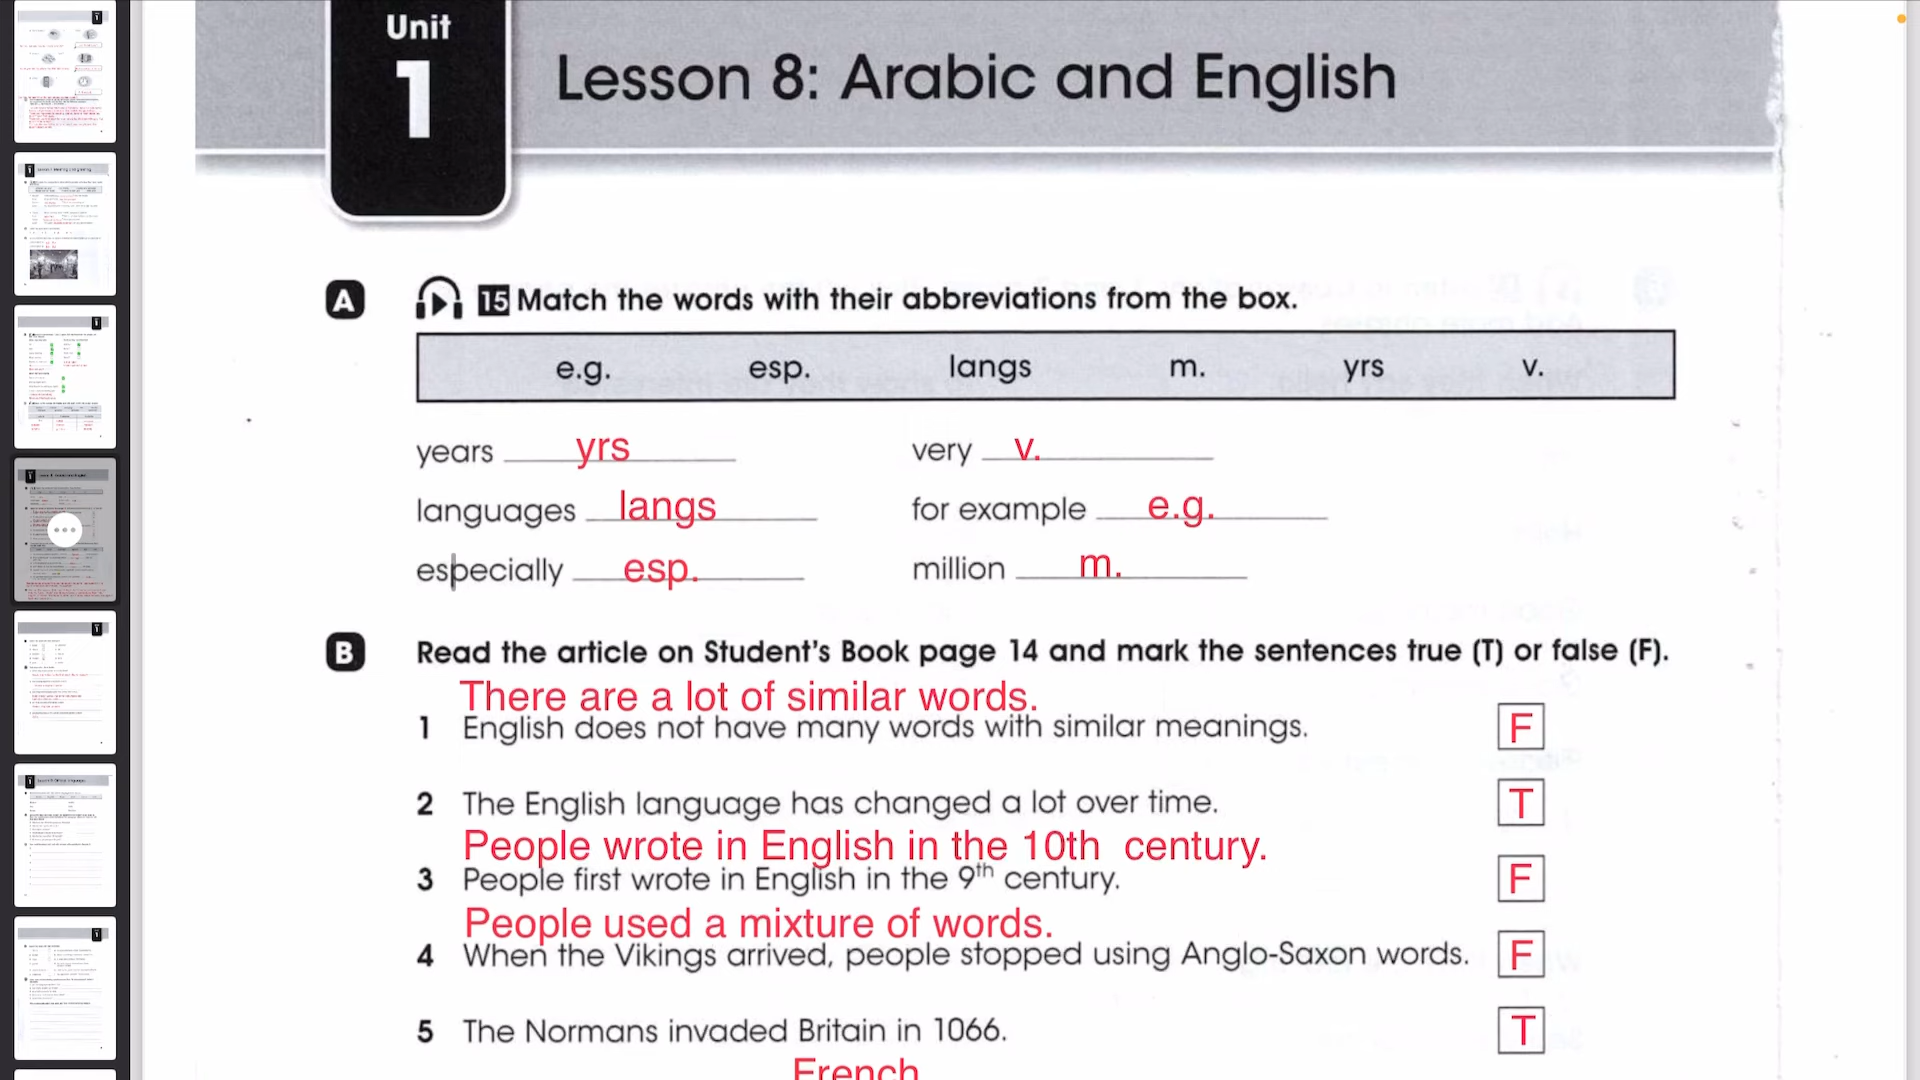 Unit
1
Lesson 8: Arabic and English
A 15 Match the words with their abbreviations from the box.
e.g. esp. langs m. yrs v.
years yrs very v.
languages langs for example e.g.
especially esp. million m.
B Read the article on Student's Book page 14 and mark the sentences true (T) or false (F).
There are a lot of similar words.
1 English does not have many words with similar meanings. F
2 The English language has changed a lot over time. T
People wrote in English in the 10th century.
3 People first wrote in English in the 9th century. F
People used a mixture of words.
4 When the Vikings arrived, people stopped using Anglo-Saxon words. F
5 The Normans invaded Britain in 1066. T
French